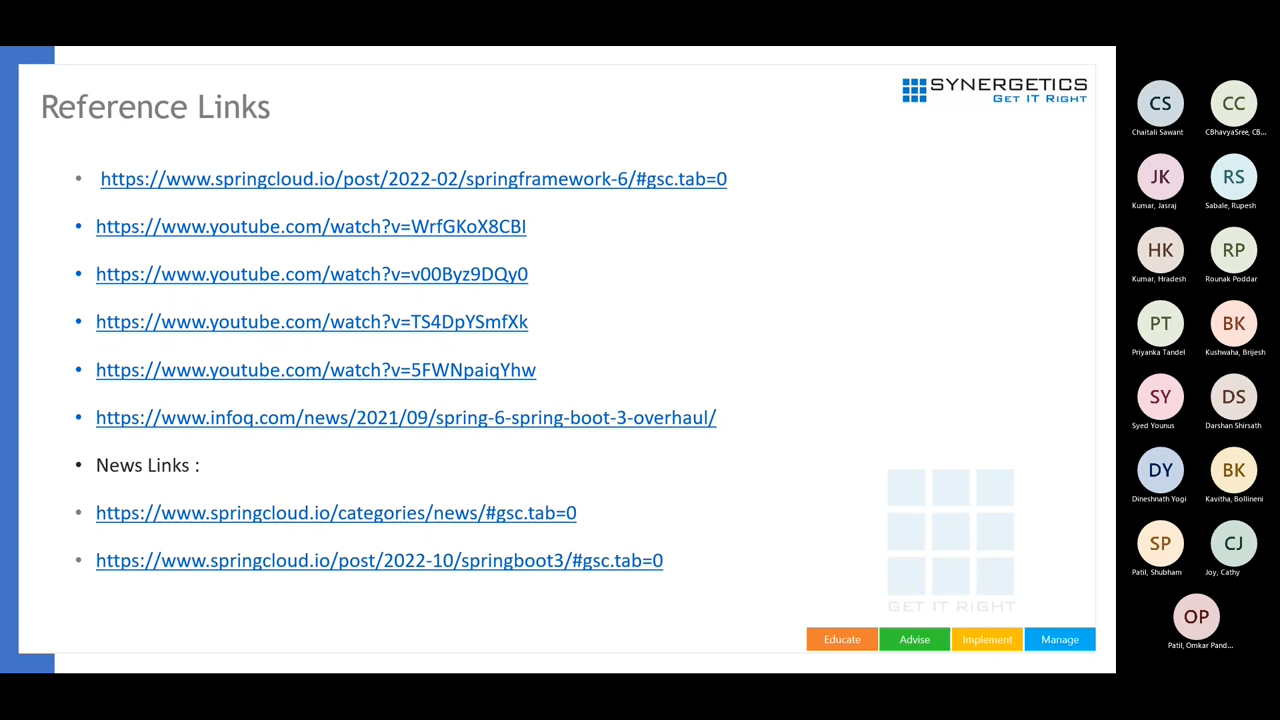 SYNERGETICS
GET IT RIGHT
Reference Links
• https://www.springcloud.io/post/2022-02/springframework-6/#gsc.tab=0
• https://www.youtube.com/watch?v=WrfGKoX8CBI
• https://www.youtube.com/watch?v=v00Byz9DQy0
• https://www.youtube.com/watch?v=TS4DpYSmfXk
• https://www.youtube.com/watch?v=5FWNpaiqYhw
• https://www.infoq.com/news/2021/09/spring-6-spring-boot-3-overhaul/
• News Links :
• https://www.springcloud.io/categories/news/#gsc.tab=0
• https://www.springcloud.io/post/2022-10/springboot3/#gsc.tab=0
GET IT RIGHT
Educate Advise Implement Manage
CS CC
Chaitali Sawant CBhavyaSree, CB...
JK RS
Kumar, Jasraj Sabale, Rupesh
HK RP
Kumar, Hradesh Rounak Poddar
PT BK
Priyanka Tandel Kushwaha, Brijesh
SY DS
Syed Younus Darshan Shirsath
DY BK
Dineshnath Yogi Kavitha, Bollineni
SP CJ
Patil, Shubham Joy, Cathy
OP
Patil, Omkar Pand...